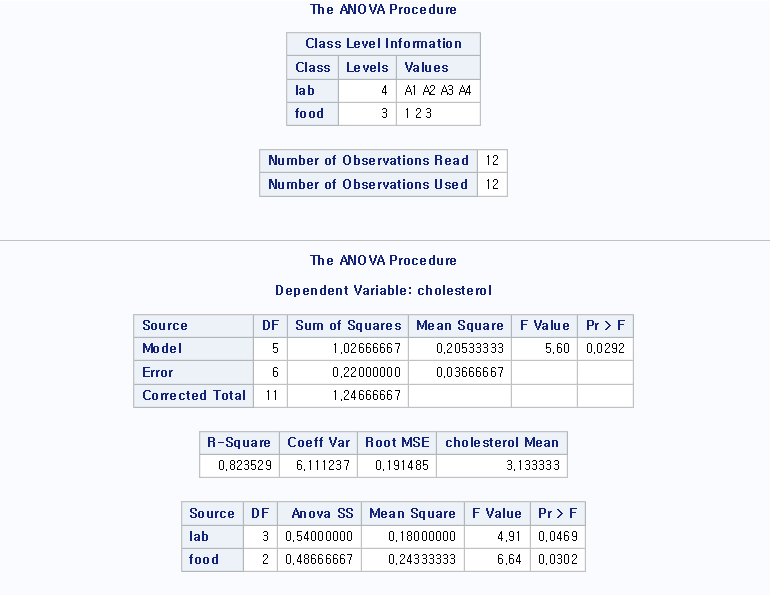 The ANOVA Procedure
Class Level Information
Class Levels Values
lab 4 A1 A2 A3 A4
food 3 1 2 3
Number of Observations Read 12
Number of Observations Used 12
The ANOVA Procedure
Dependent Variable: cholesterol
Source DF Sum of Squares Mean Square F Value Pr > F
Model 5 1,02666667 0,20533333 5,60 0,0292
Error 6 0,22000000 0,03666667
Corrected Total 11 1,24666667
R-Square Coeff Var Root MSE cholesterol Mean
0,823529 6,111237 0,191485 3,133333
Source DF Anova SS Mean Square F Value Pr > F
lab 3 0,54000000 0,18000000 4,91 0,0469
food 2 0,48666667 0,24333333 6,64 0,0302